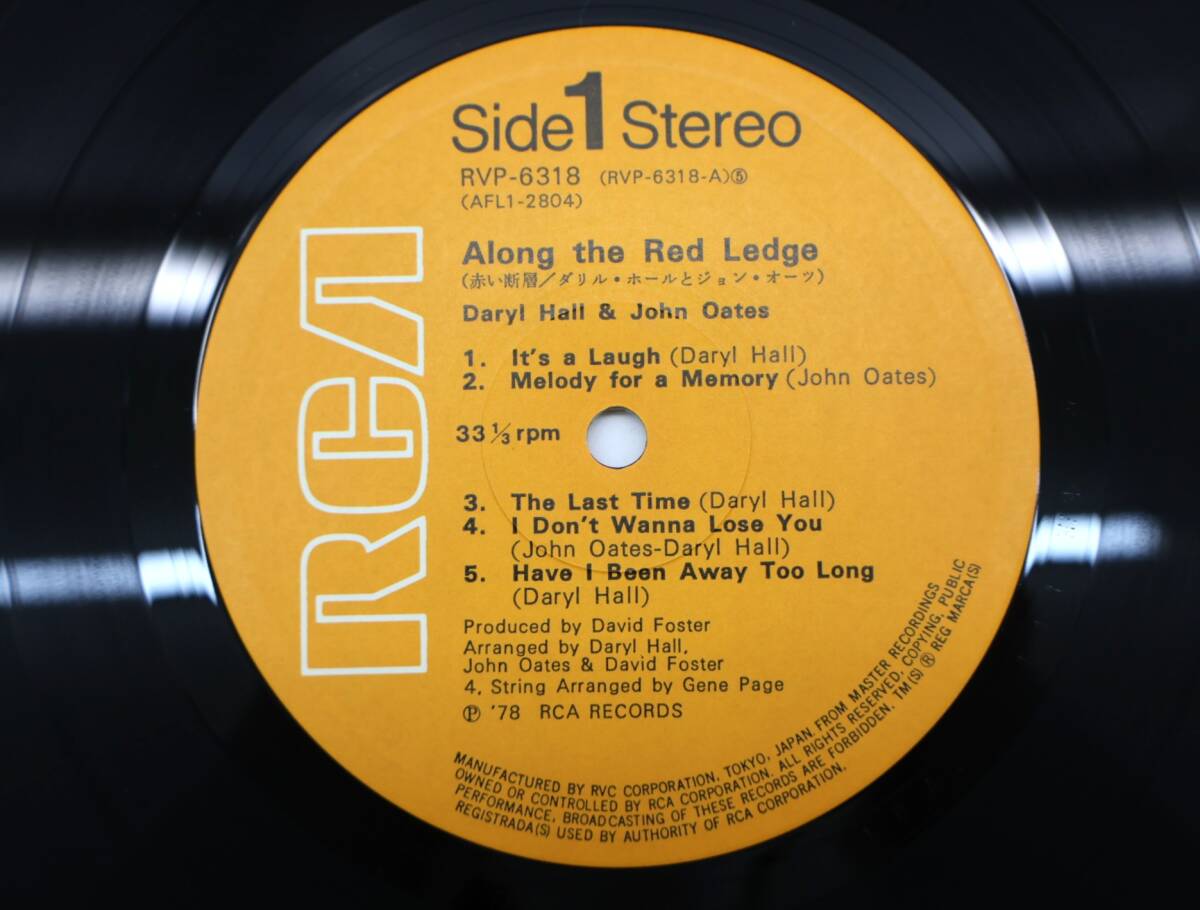 Side 1 Stereo
RVP-6318 (RVP-6318-A)⑤
(AFL1-2804)
Along the Red Ledge
(赤い断層/ダリル・ホールとジョン・オーツ)
Daryl Hall & John Oates
1. It's a Laugh (Daryl Hall)
2. Melody for a Memory (John Oates)
33 1/3 rpm
3. The Last Time (Daryl Hall)
4. I Don't Wanna Lose You
(John Oates-Daryl Hall)
5. Have I Been Away Too Long
(Daryl Hall)
Produced by David Foster
Arranged by Daryl Hall,
John Oates & David Foster
4, String Arranged by Gene Page
Ⓟ '78 RCA RECORDS
RCA
MANUFACTURED BY RVC CORPORATION, TOKYO, JAPAN, FROM MASTER RECORDINGS
OWNED OR CONTROLLED BY RCA CORPORATION. ALL RIGHTS RESERVED, COPYING, PUBLIC
PERFORMANCE, BROADCASTING OF THESE RECORDS ARE FORBIDDEN. TM(S) ® REG MARCA(S)
REGISTRADA(S) USED BY AUTHORITY OF RCA CORPORATION.